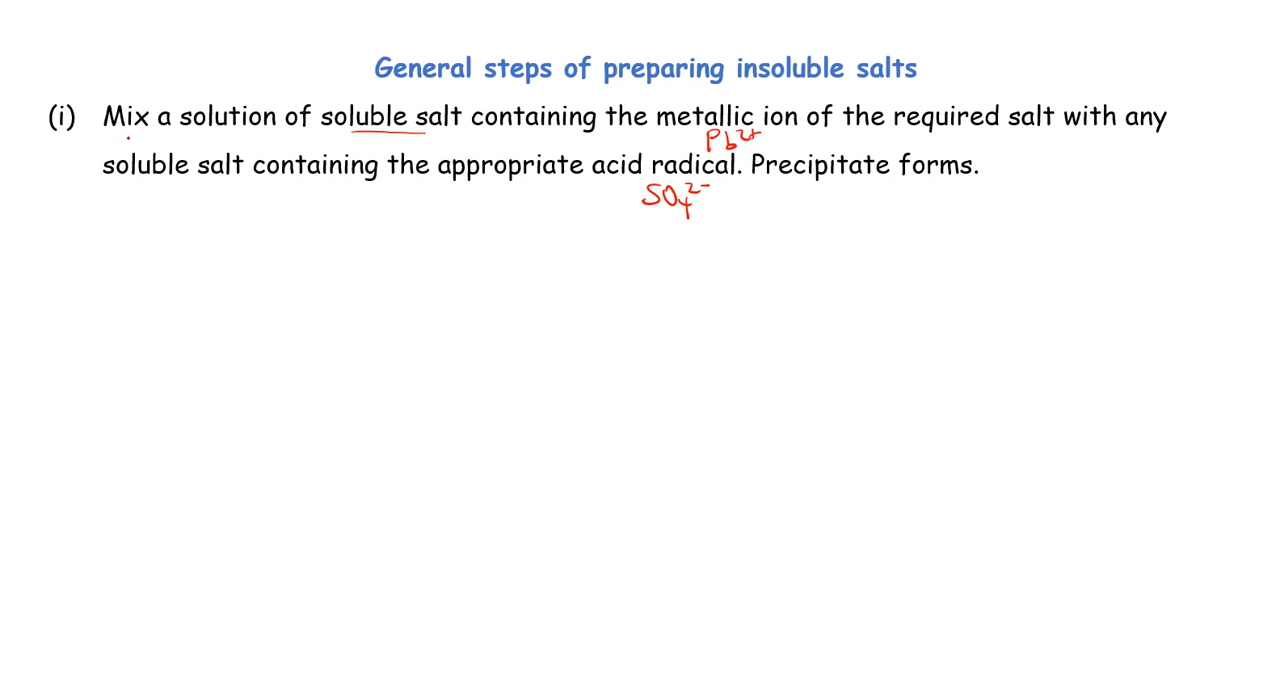 General steps of preparing insoluble salts
(i) Mix a solution of soluble salt containing the metallic ion of the required salt with any
Pb²⁺
soluble salt containing the appropriate acid radical. Precipitate forms.
SO₄²⁻